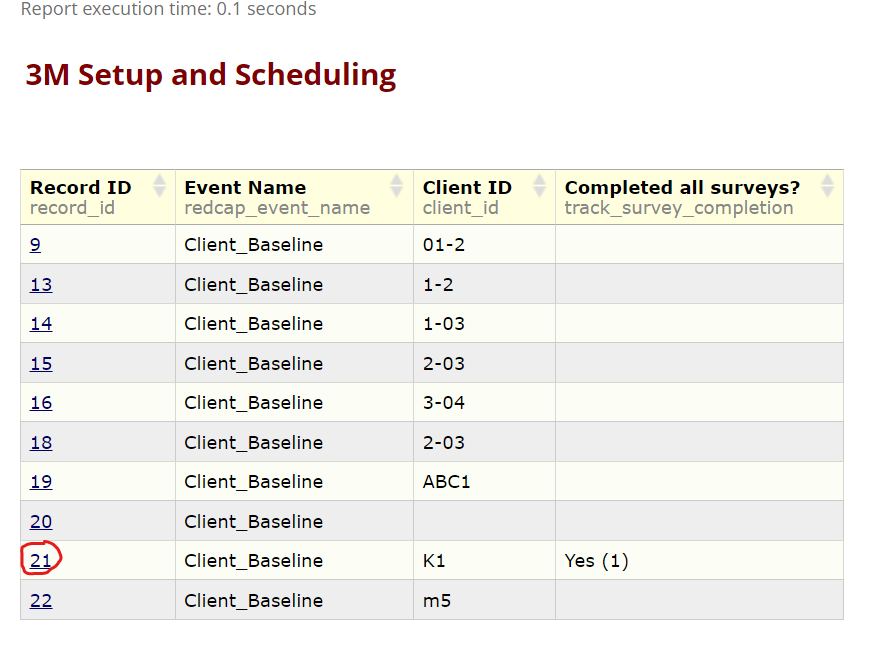 Report execution time: 0.1 seconds
3M Setup and Scheduling
Record ID Event Name Client ID Completed all surveys?
record_id redcap_event_name client_id track_survey_completion
9 Client_Baseline 01-2
13 Client_Baseline 1-2
14 Client_Baseline 1-03
15 Client_Baseline 2-03
16 Client_Baseline 3-04
18 Client_Baseline 2-03
19 Client_Baseline ABC1
20 Client_Baseline
21 Client_Baseline K1 Yes (1)
22 Client_Baseline m5